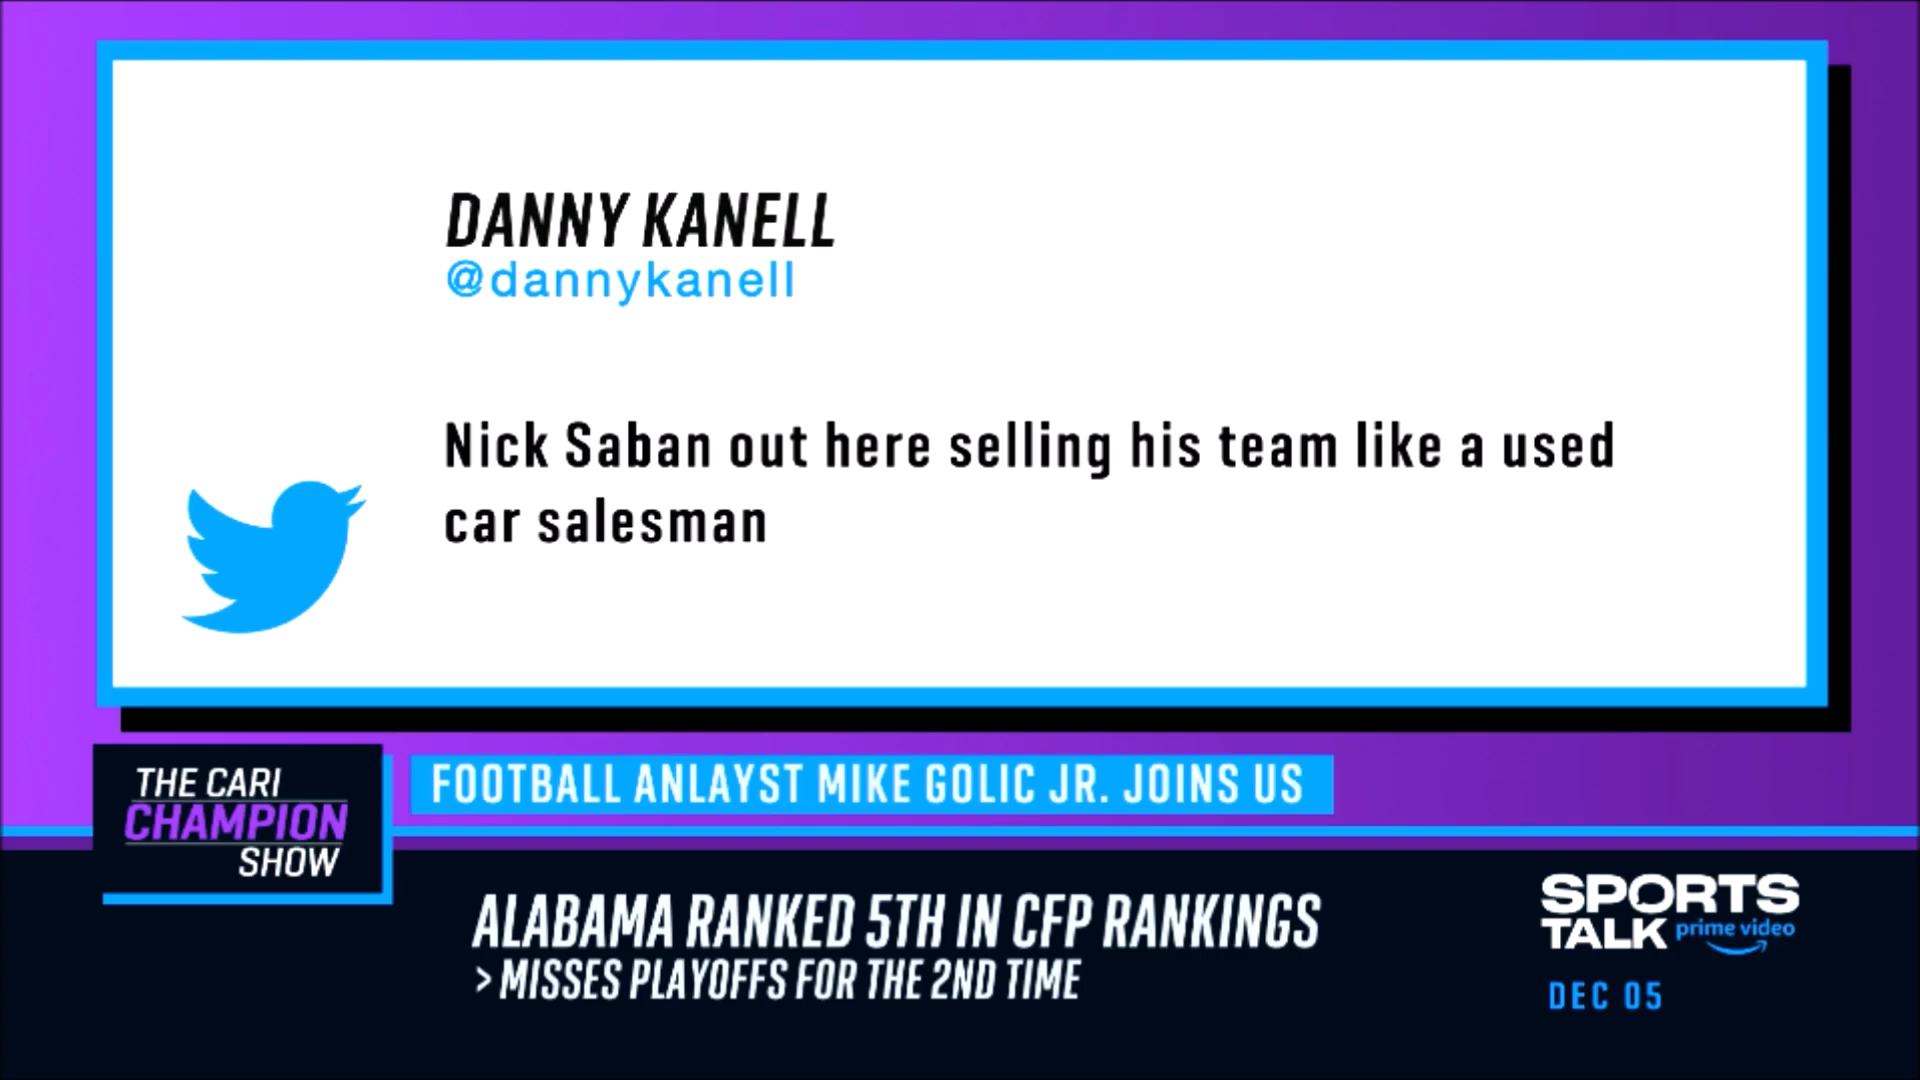 DANNY KANELL
@dannykanell
Nick Saban out here selling his team like a used
car salesman
THE CARI
CHAMPION
SHOW
FOOTBALL ANLAYST MIKE GOLIC JR. JOINS US
ALABAMA RANKED 5TH IN CFP RANKINGS
> MISSES PLAYOFFS FOR THE 2ND TIME
SPORTS
TALK prime video
DEC 05